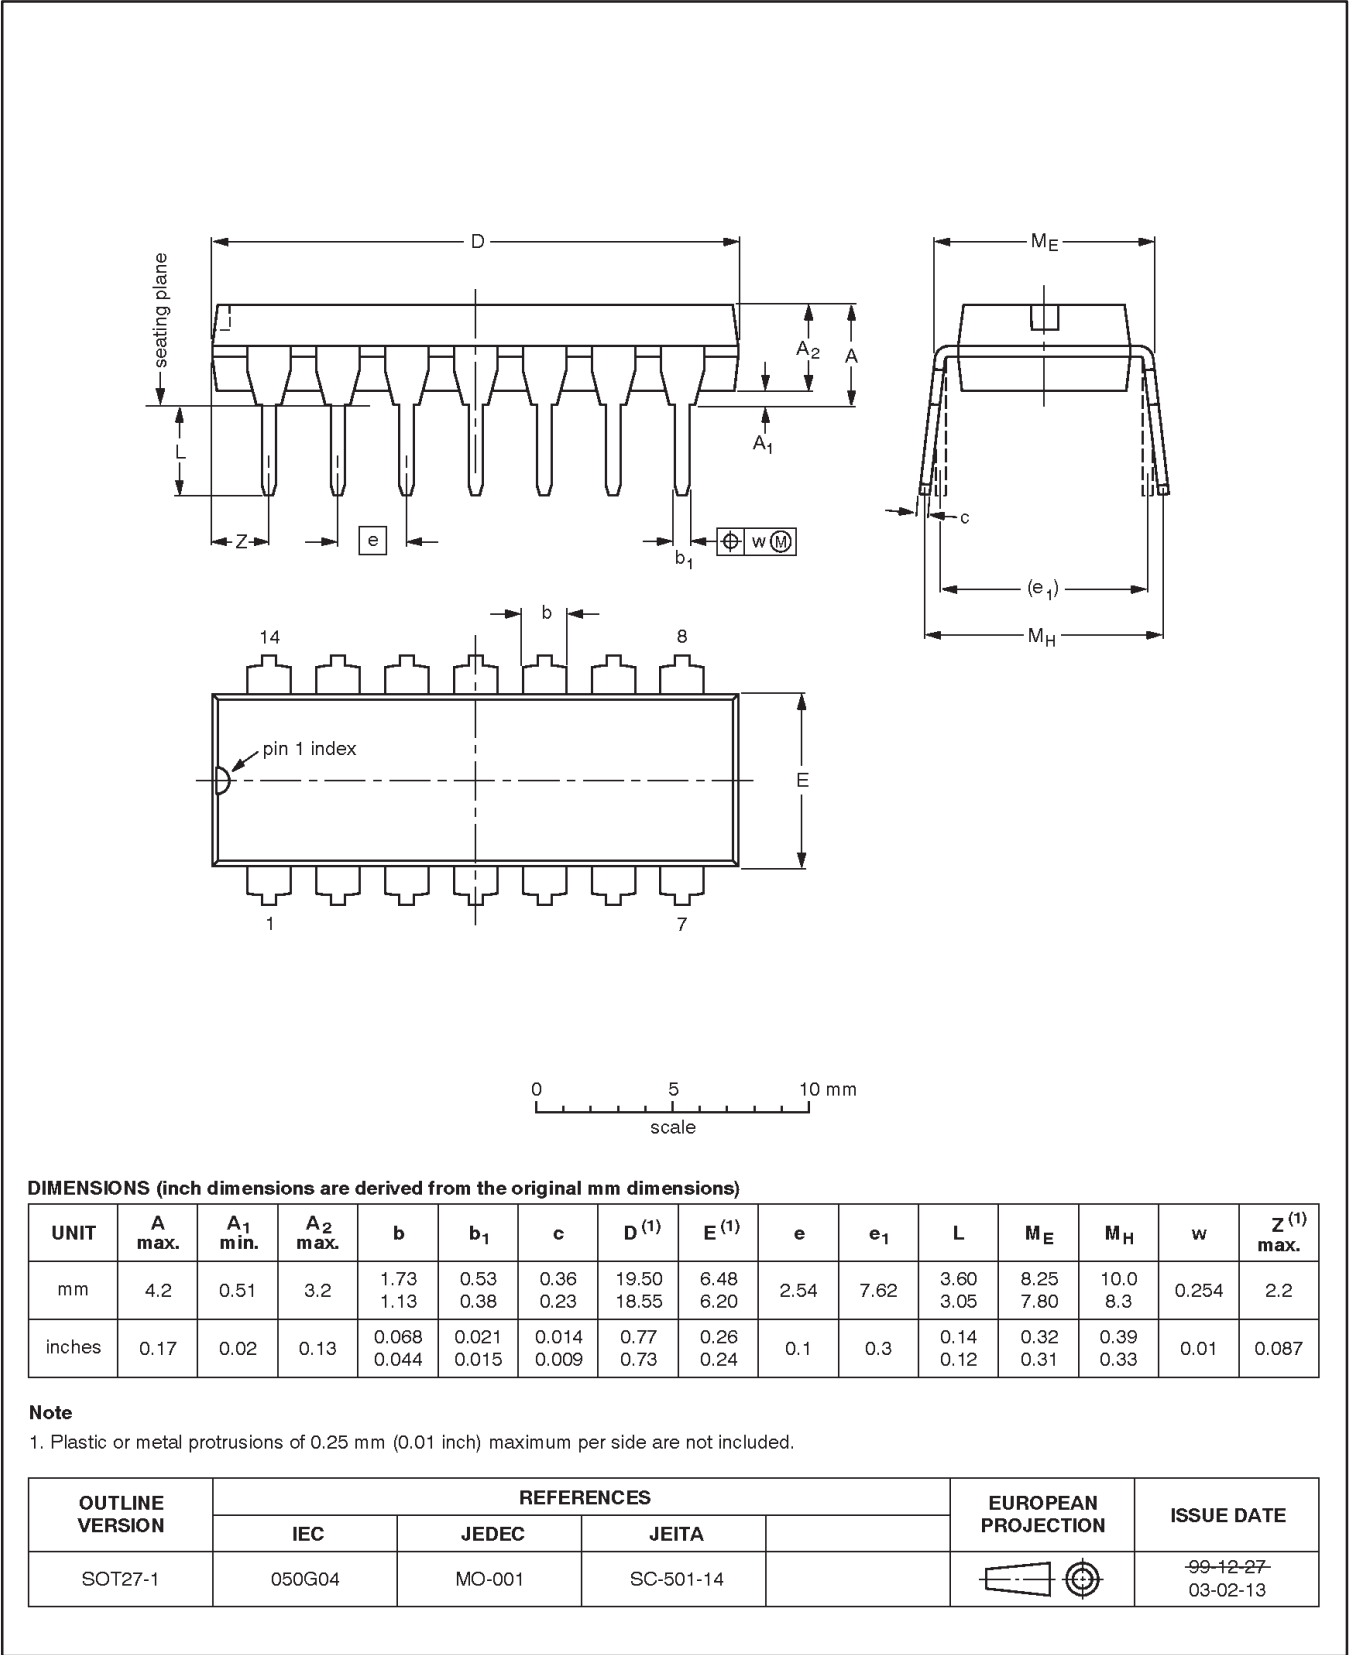 D
ME
seating plane
A2
A
A1
L
c
Z
e
b1
w M
(e1)
MH
b
14
8
pin 1 index
E
1
7
0
5
10 mm
scale
DIMENSIONS (inch dimensions are derived from the original mm dimensions)
UNIT A max. A1 min. A2 max. b b1 c D(1) E(1) e e1 L ME MH w Z(1) max.
mm 4.2 0.51 3.2 1.73 1.13 0.53 0.38 0.36 0.23 19.50 18.55 6.48 6.20 2.54 7.62 3.60 3.05 8.25 7.80 10.0 8.3 0.254 2.2
inches 0.17 0.02 0.13 0.068 0.044 0.021 0.015 0.014 0.009 0.77 0.73 0.26 0.24 0.1 0.3 0.14 0.12 0.32 0.31 0.39 0.33 0.01 0.087
Note
1. Plastic or metal protrusions of 0.25 mm (0.01 inch) maximum per side are not included.
OUTLINE VERSION
REFERENCES
EUROPEAN PROJECTION
ISSUE DATE
IEC JEDEC JEITA
SOT27-1 050G04 MO-001 SC-501-14
99-12-27
03-02-13